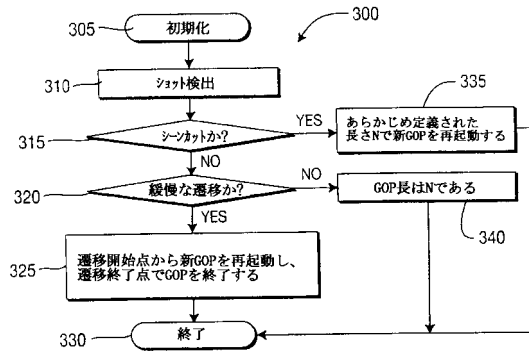 300
305
初期化
310
ショット検出
315
シーンカットか?
YES
335
あらかじめ定義された
長さNで新GOPを再起動する
NO
320
緩慢な遷移か?
NO
GOP長はNである
340
YES
325
遷移開始点から新GOPを再起動し、
遷移終了点でGOPを終了する
330
終了